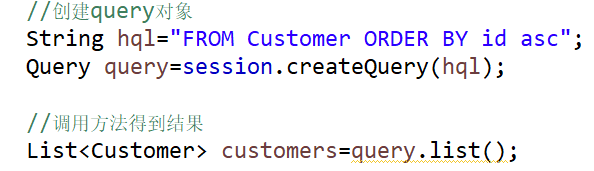 //创建query对象
String hql="FROM Customer ORDER BY id asc";
Query query=session.createQuery(hql);
//调用方法得到结果
List<Customer> customers=query.list();